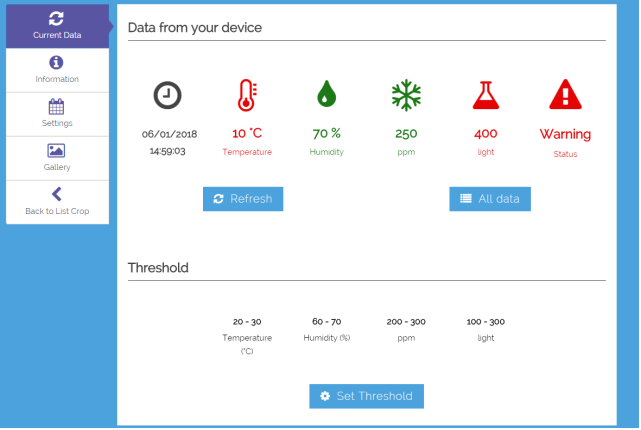 Current Data
Information
Settings
Gallery
Back to List Crop
Data from your device
06/01/2018
14:59:03
10 °C
Temperature
70 %
Humidity
250
ppm
400
light
Warning
Status
Refresh
All data
Threshold
20 - 30
Temperature
(°C)
60 - 70
Humidity (%)
200 - 300
ppm
100 - 300
light
Set Threshold